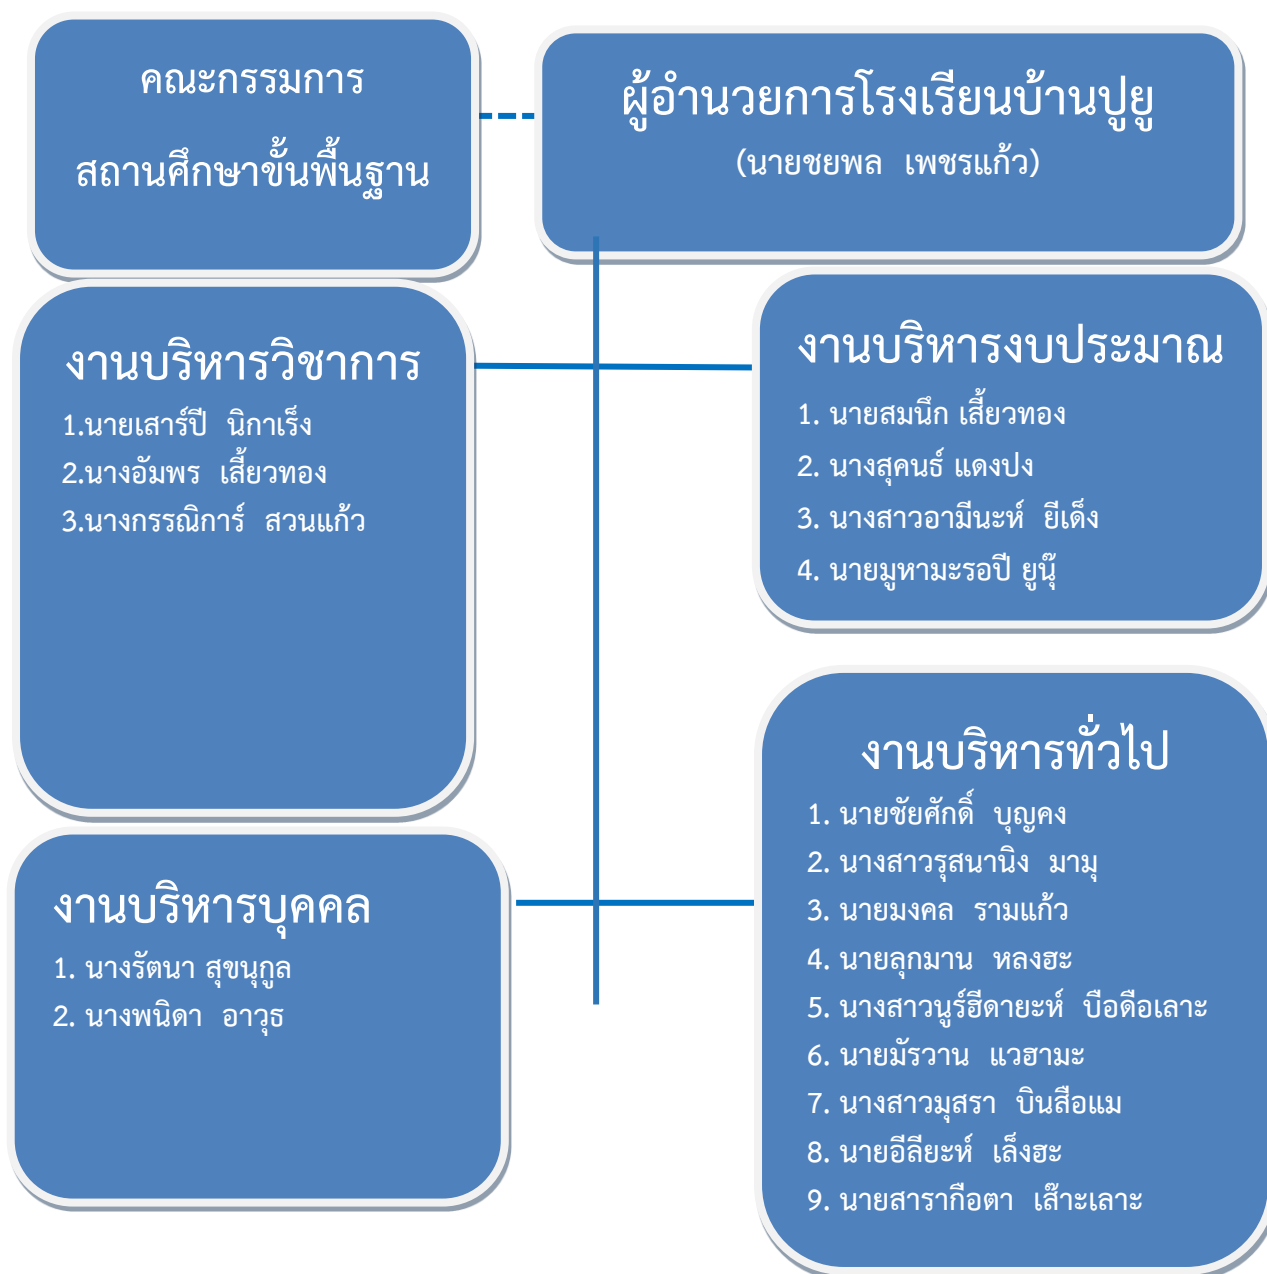 คณะกรรมการ
สถานศึกษาขั้นพื้นฐาน
ผู้อำนวยการโรงเรียนบ้านปูยู
(นายชยพล เพชรแก้ว)
งานบริหารวิชาการ
1.นายเสาร์ปี นิกาเร็ง
2.นางอัมพร เสี้ยวทอง
3.นางกรรณิการ์ สวนแก้ว
งานบริหารงบประมาณ
1. นายสมนึก เสี้ยวทอง
2. นางสุคนธ์ แดงปง
3. นางสาวอามีนะห์ ยีเด็ง
4. นายมูหามะรอปี ยูนุ๊
งานบริหารบุคคล
1. นางรัตนา สุขนุกูล
2. นางพนิดา อาวุธ
งานบริหารทั่วไป
1. นายชัยศักดิ์ บุญคง
2. นางสาวรุสนานิง มามุ
3. นายมงคล รามแก้ว
4. นายลุกมาน หลงฮะ
5. นางสาวนูร์ฮีดายะห์ บือดือเลาะ
6. นายมัรวาน แวฮามะ
7. นางสาวมุสรา บินสือแม
8. นายอีลียะห์ เล็งฮะ
9. นายสารากือตา เส๊าะเลาะ